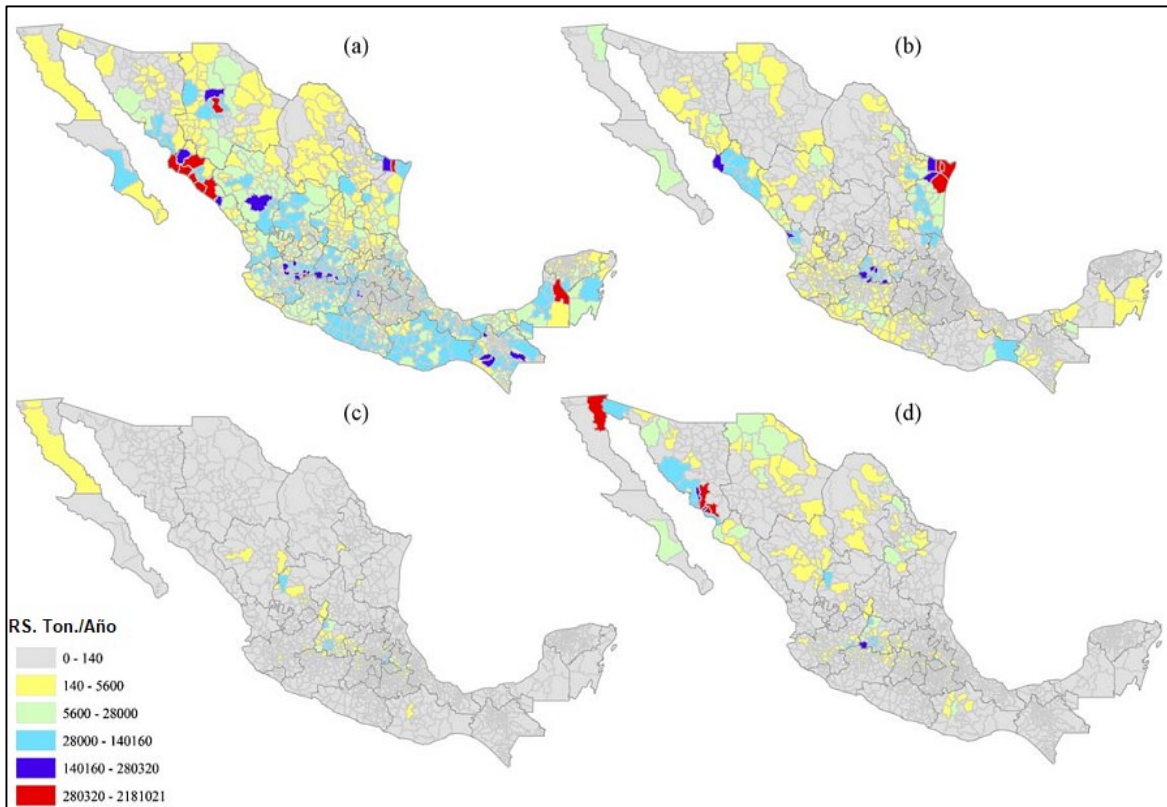 (a)
(b)
(c)
(d)
RS. Ton./Año
0 - 140
140 - 5600
5600 - 28000
28000 - 140160
140160 - 280320
280320 - 2181021